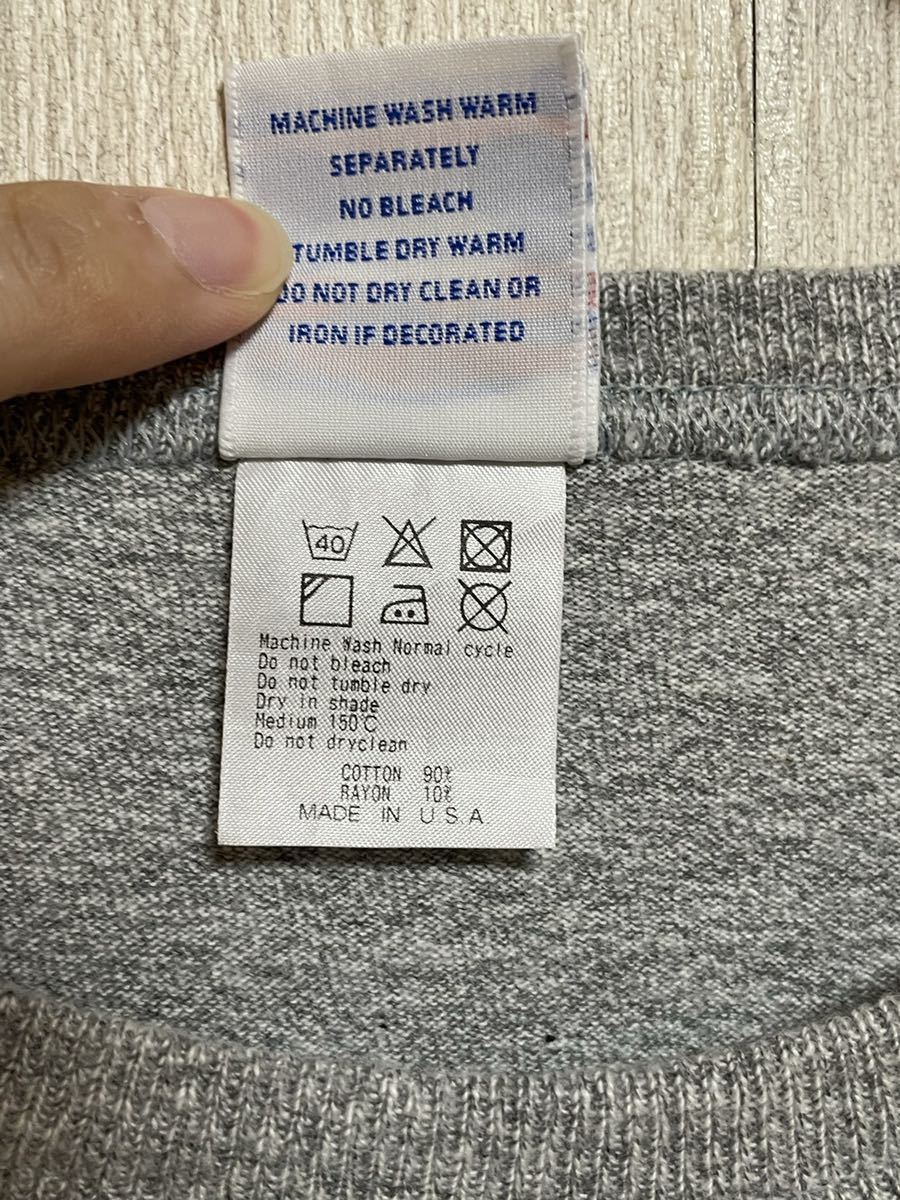 MACHINE WASH WARM
SEPARATELY
NO BLEACH
TUMBLE DRY WARM
DO NOT DRY CLEAN OR
IRON IF DECORATED
40
Machine Wash Normal cycle
Do not bleach
Do not tumble dry
Dry in shade
Medium 150℃
Do not dryclean
COTTON 90%
RAYON 10%
MADE IN U.S.A